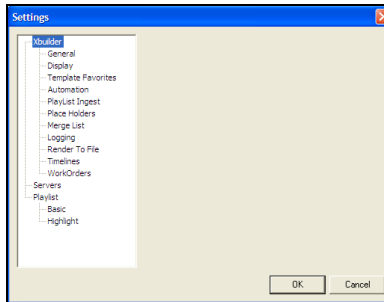 Settings
Xbuilder
General
Display
Template Favorites
Automation
PlayList Ingest
Place Holders
Merge List
Logging
Render To File
Timelines
WorkOrders
Servers
Playlist
Basic
Highlight
OK
Cancel